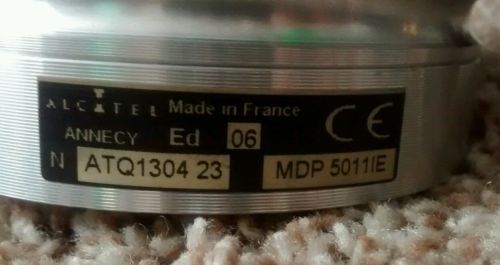 ALCATEL Made in France
ANNECY Ed 06 CE
N ATQ1304 23 MDP 5011IE